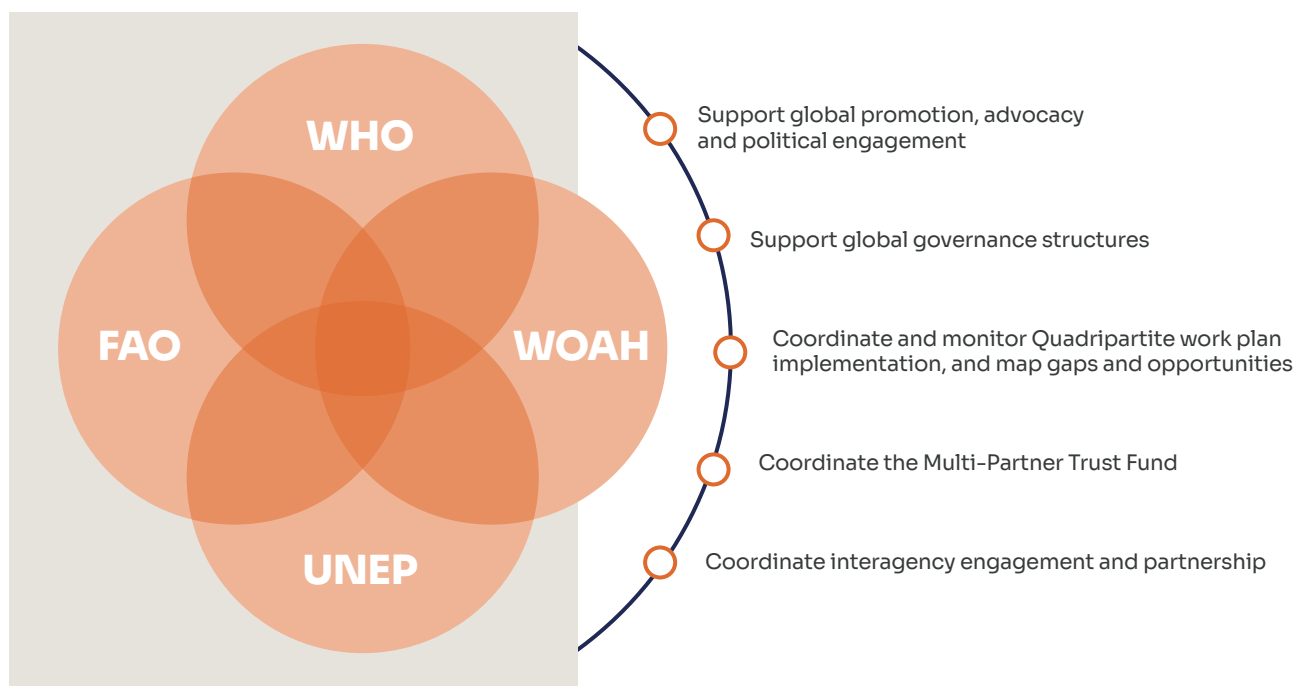 WHO
FAO
WOAH
UNEP
Support global promotion, advocacy
and political engagement
Support global governance structures
Coordinate and monitor Quadripartite work plan
implementation, and map gaps and opportunities
Coordinate the Multi-Partner Trust Fund
Coordinate interagency engagement and partnership